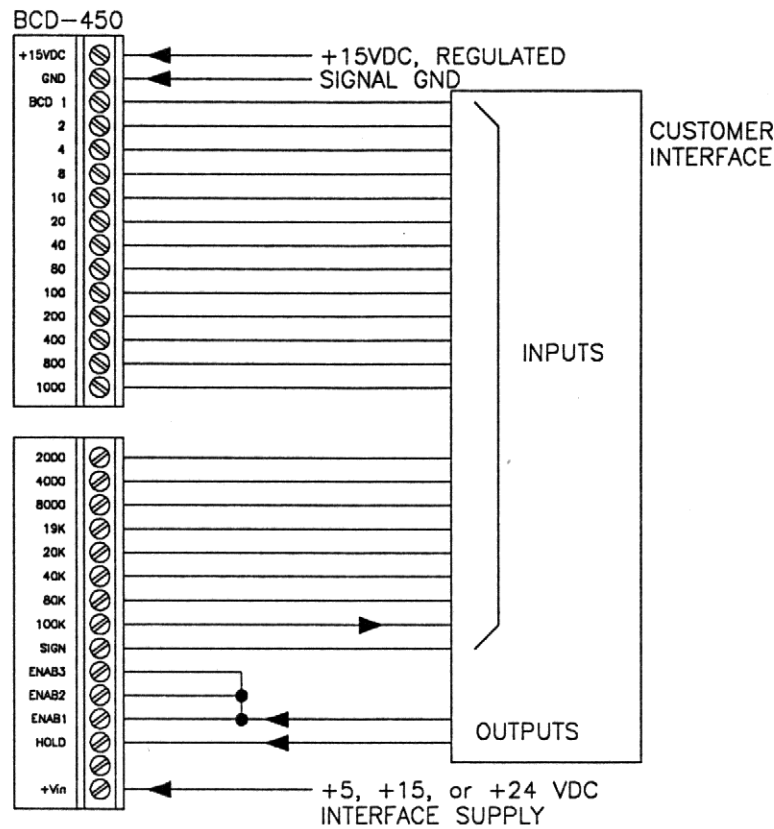 BCD-450
+15VDC
+15VDC, REGULATED
GND
SIGNAL GND
BCD 1
2
4
8
10
20
40
80
100
200
400
800
1000
CUSTOMER
INTERFACE
INPUTS
2000
4000
8000
19K
20K
40K
80K
100K
SIGN
ENAB3
ENAB2
ENAB1
HOLD
OUTPUTS
+Vin
+5, +15, or +24 VDC
INTERFACE SUPPLY